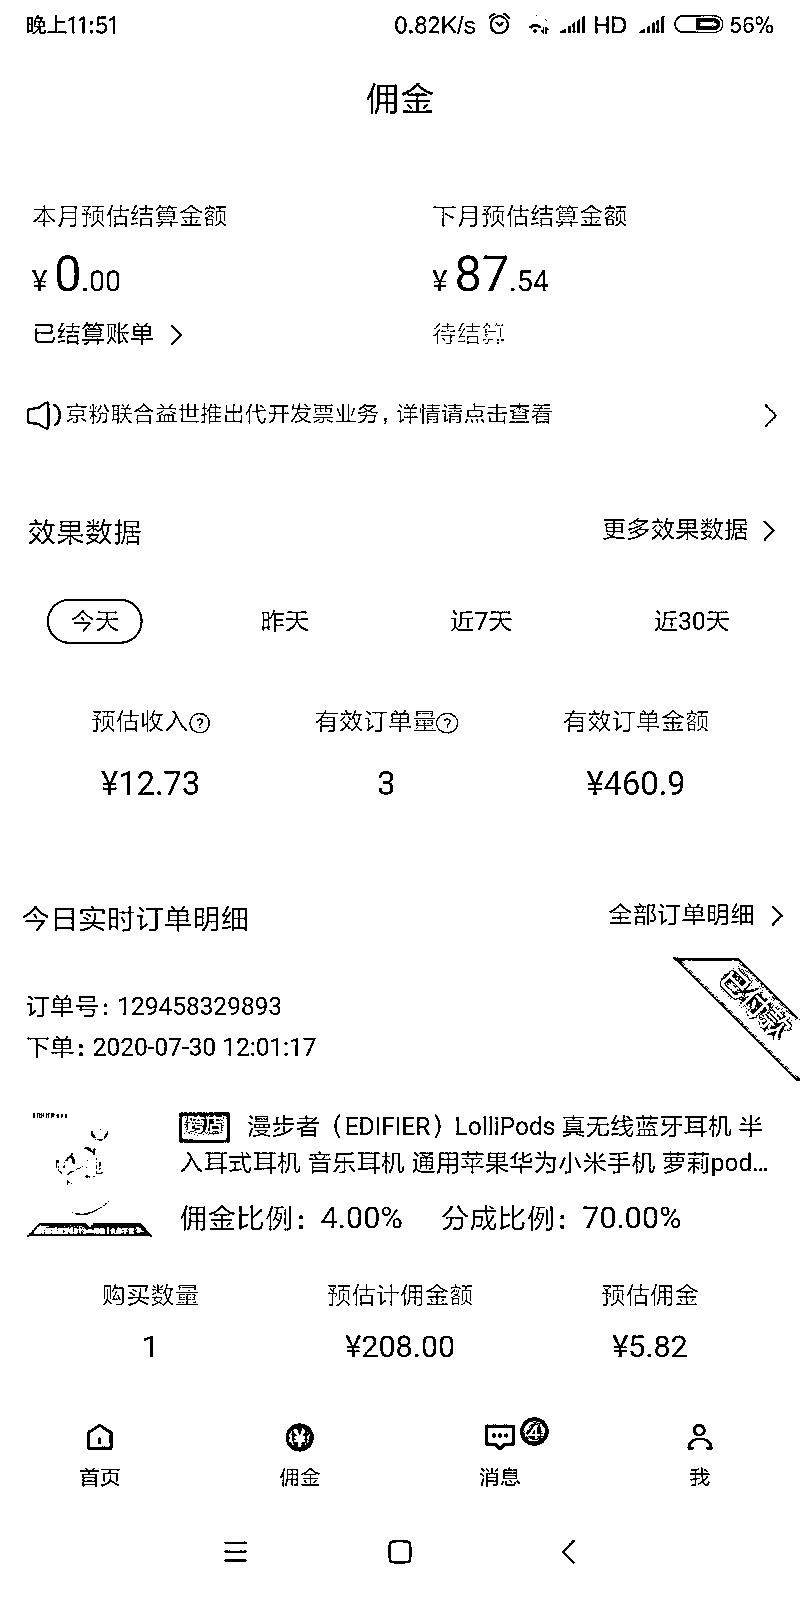 晚上11:51 0.82K/s HD 56%
佣金
本月预估结算金额 下月预估结算金额
¥0.00 ¥87.54
已结算账单 待结算
京粉联合益世推出代开发票业务,详情请点击查看
效果数据 更多效果数据
今天 昨天 近7天 近30天
预估收入? 有效订单量? 有效订单金额
¥12.73 3 ¥460.9
今日实时订单明细 全部订单明细
已付款
订单号: 129458329893
下单: 2020-07-30 12:01:17
跨店 漫步者(EDIFIER)LolliPods 真无线蓝牙耳机 半
入耳式耳机 音乐耳机 通用苹果华为小米手机 萝莉pod...
佣金比例: 4.00% 分成比例: 70.00%
购买数量 预估计佣金额 预估佣金
1 ¥208.00 ¥5.82
4
首页 佣金 消息 我